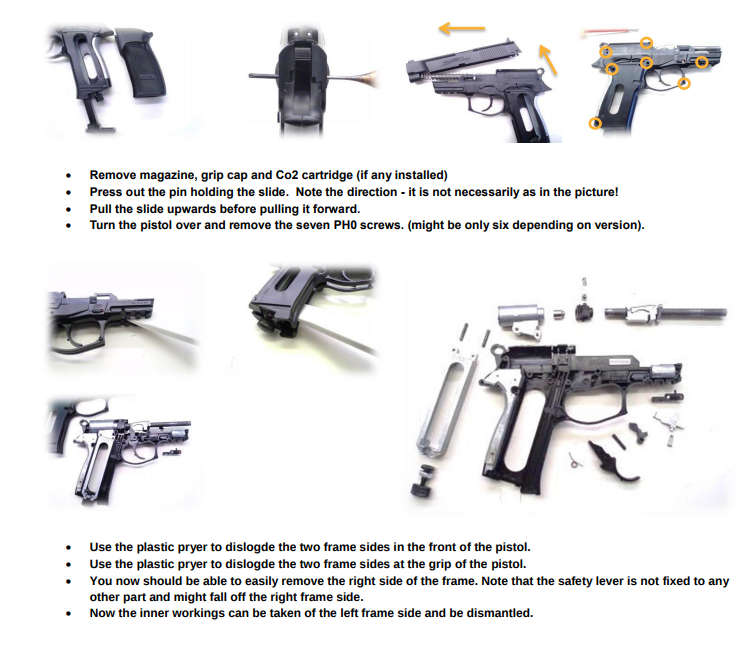 • Remove magazine, grip cap and Co2 cartridge (if any installed)
• Press out the pin holding the slide. Note the direction - it is not necessarily as in the picture!
• Pull the slide upwards before pulling it forward.
• Turn the pistol over and remove the seven PH0 screws. (might be only six depending on version).
• Use the plastic pryer to dislogde the two frame sides in the front of the pistol.
• Use the plastic pryer to dislogde the two frame sides at the grip of the pistol.
• You now should be able to easily remove the right side of the frame. Note that the safety lever is not fixed to any
other part and might fall off the right frame side.
• Now the inner workings can be taken of the left frame side and be dismantled.